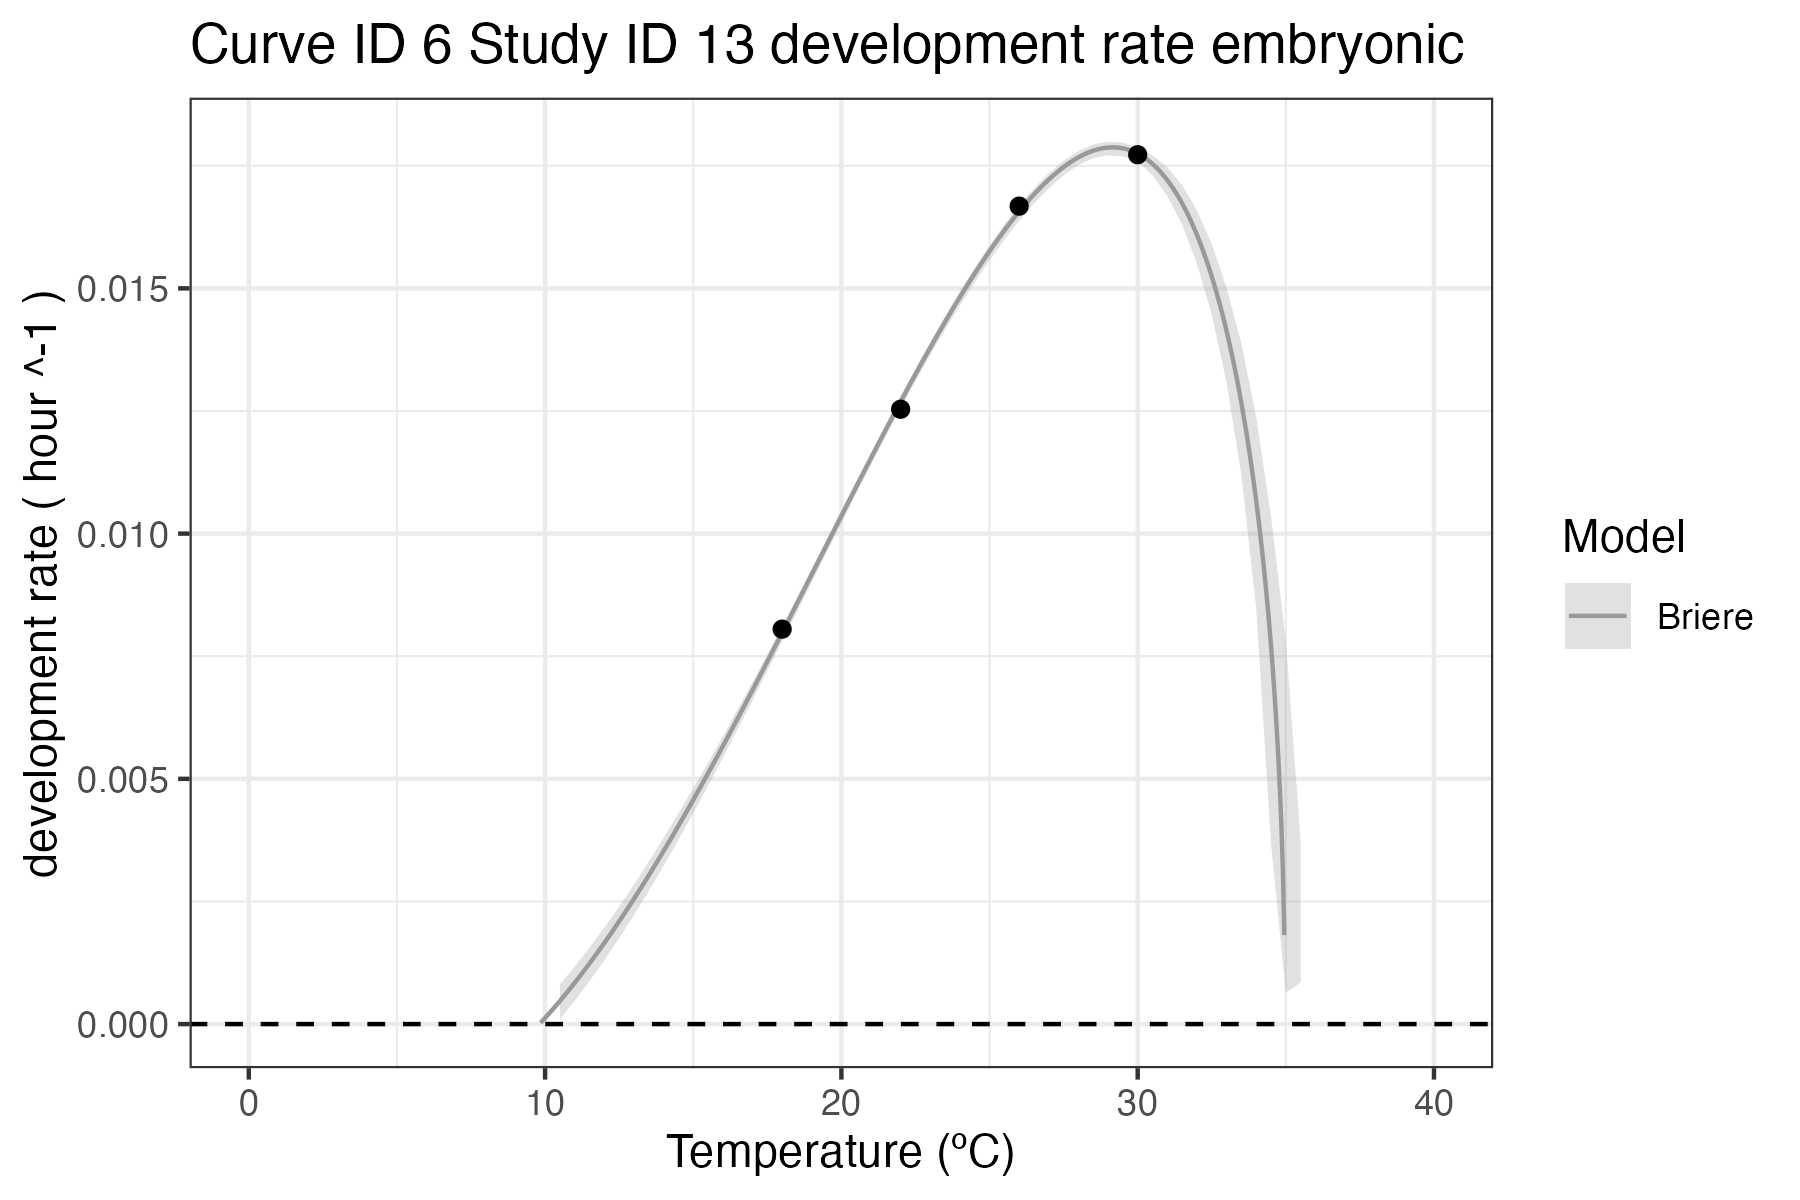 Curve ID 6 Study ID 13 development rate embryonic
development rate ( hour ^-1 )
0.015
0.010
0.005
0.000
0 10 20 30 40
Temperature (ºC)
Model
Briere